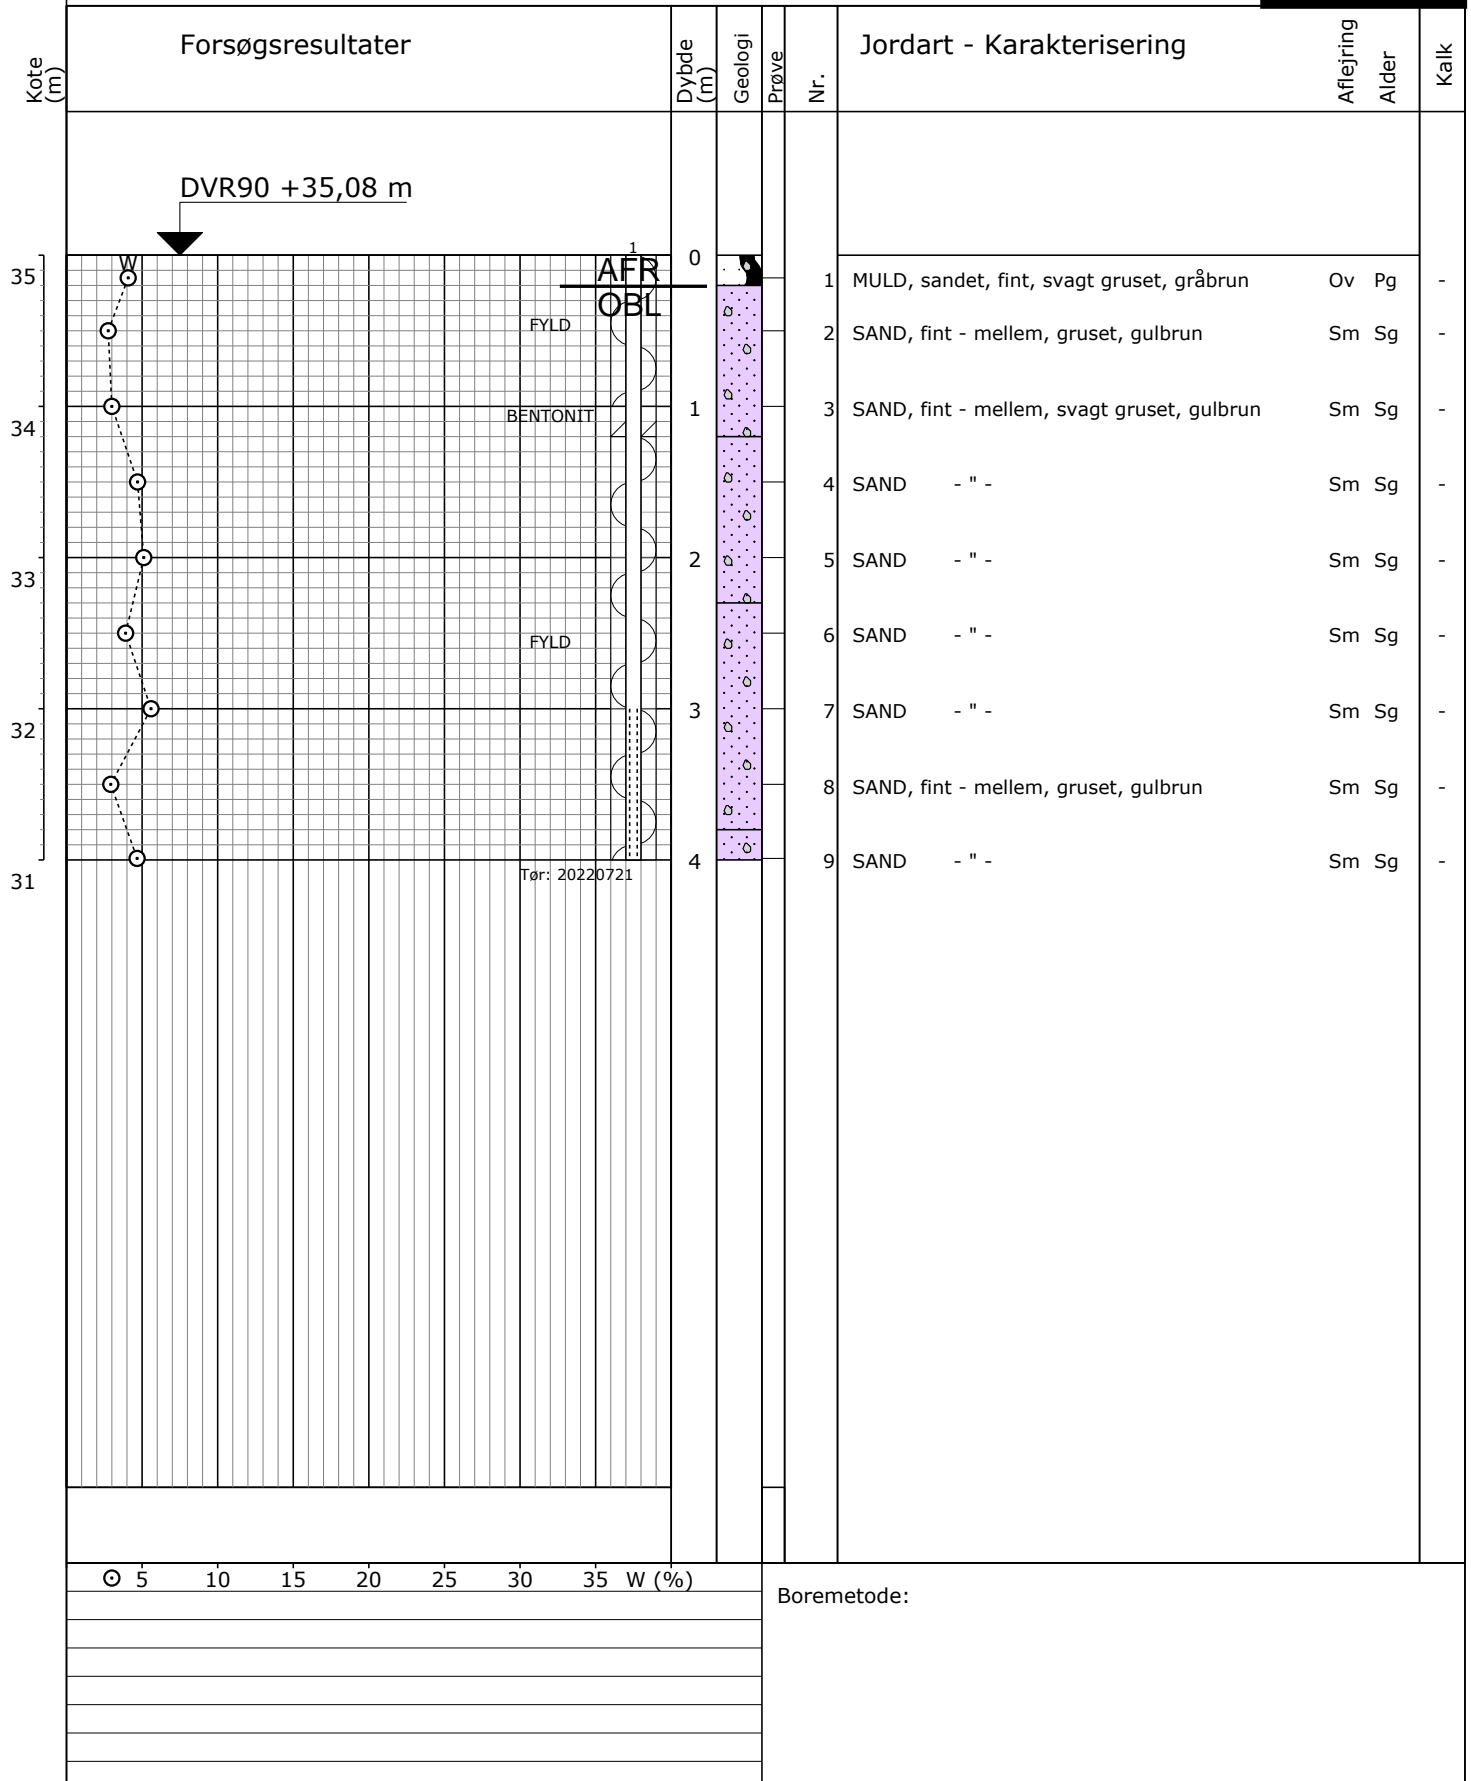 Kote (m)
Forsøgsresultater
Dybde (m)
Geologi
Prøve
Nr.
Jordart - Karakterisering
Aflejring
Alder
Kalk
DVR90 +35,08 m
W
1
AFR
OBL
0
35
1 MULD, sandet, fint, svagt gruset, gråbrun Ov Pg -
FYLD
2 SAND, fint - mellem, gruset, gulbrun Sm Sg -
BENTONIT
1
34
3 SAND, fint - mellem, svagt gruset, gulbrun Sm Sg -
4 SAND - " - Sm Sg -
2
33
5 SAND - " - Sm Sg -
FYLD
6 SAND - " - Sm Sg -
3
32
7 SAND - " - Sm Sg -
8 SAND, fint - mellem, gruset, gulbrun Sm Sg -
4
31
9 SAND - " - Sm Sg -
Tør: 20220721
5 10 15 20 25 30 35 W (%)
Boremetode: